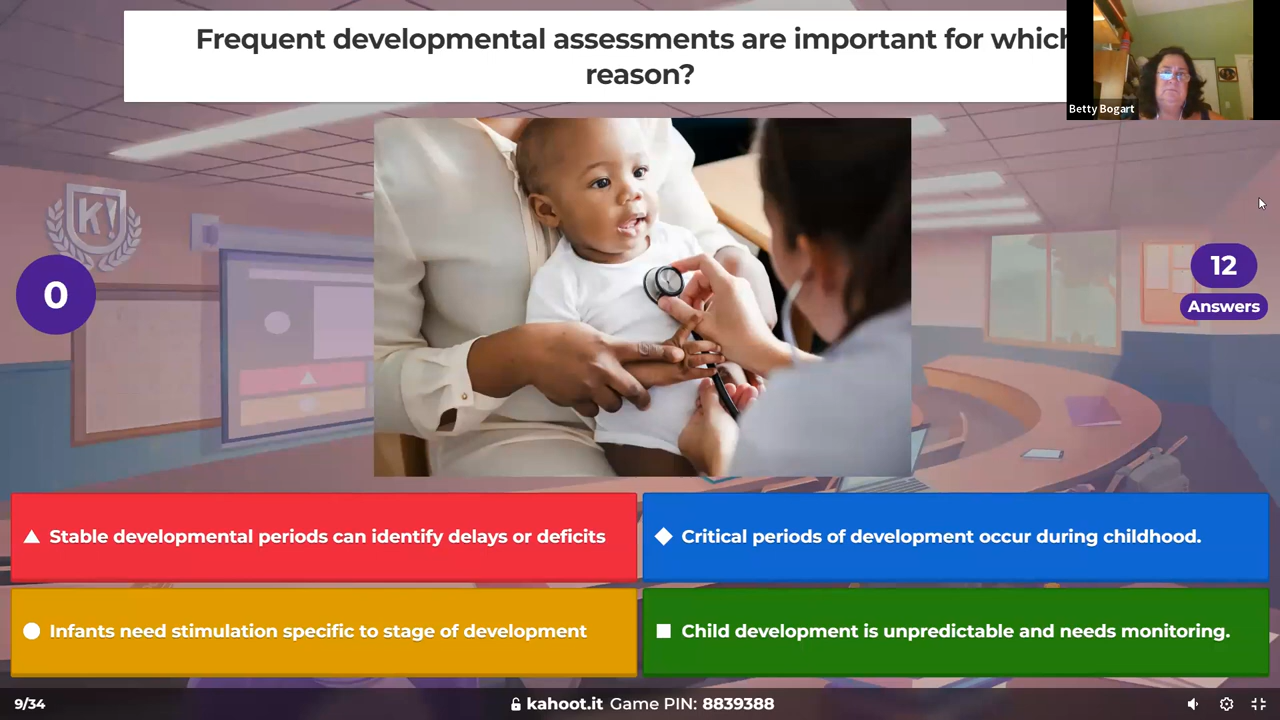 Frequent developmental assessments are important for which
reason?
Betty Bogart
K!
0
12
Answers
Stable developmental periods can identify delays or deficits
Critical periods of development occur during childhood.
Infants need stimulation specific to stage of development
Child development is unpredictable and needs monitoring.
9/34
kahoot.it Game PIN: 8839388